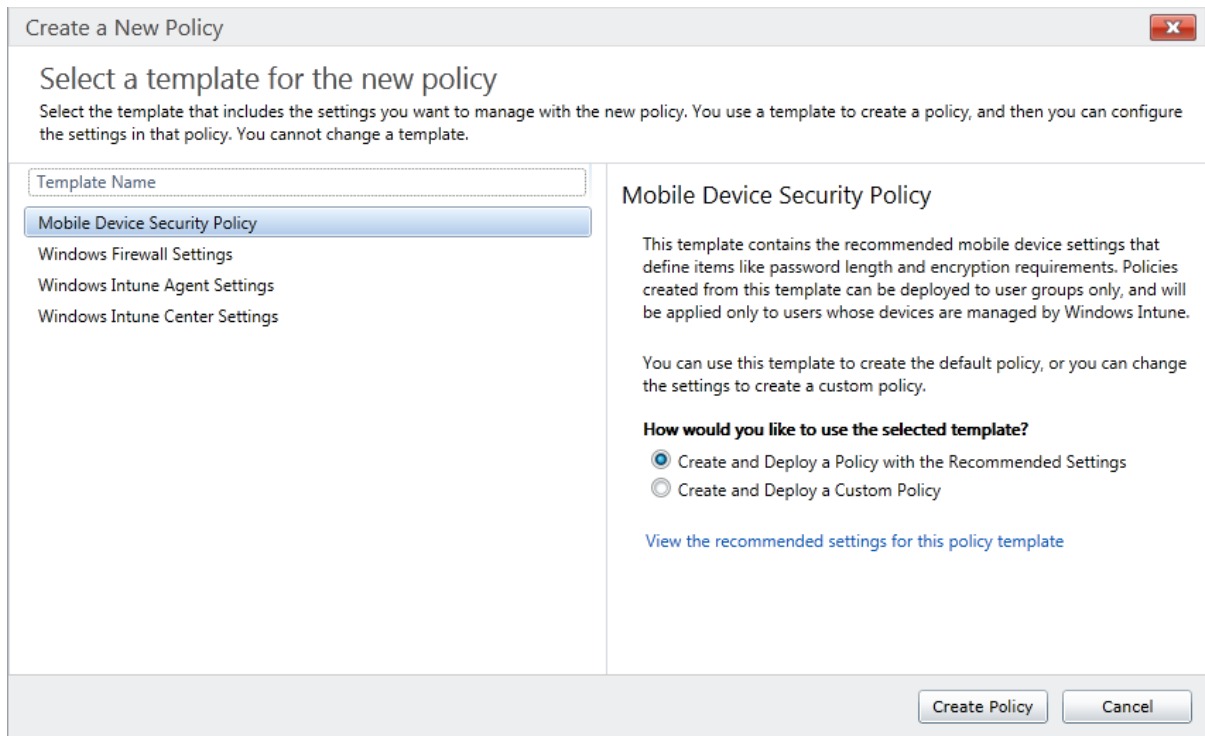 Create a New Policy
Select a template for the new policy
Select the template that includes the settings you want to manage with the new policy. You use a template to create a policy, and then you can configure
the settings in that policy. You cannot change a template.
Template Name
Mobile Device Security Policy
Windows Firewall Settings
Windows Intune Agent Settings
Windows Intune Center Settings
Mobile Device Security Policy
This template contains the recommended mobile device settings that
define items like password length and encryption requirements. Policies
created from this template can be deployed to user groups only, and will
be applied only to users whose devices are managed by Windows Intune.
You can use this template to create the default policy, or you can change
the settings to create a custom policy.
How would you like to use the selected template?
Create and Deploy a Policy with the Recommended Settings
Create and Deploy a Custom Policy
View the recommended settings for this policy template
Create Policy
Cancel